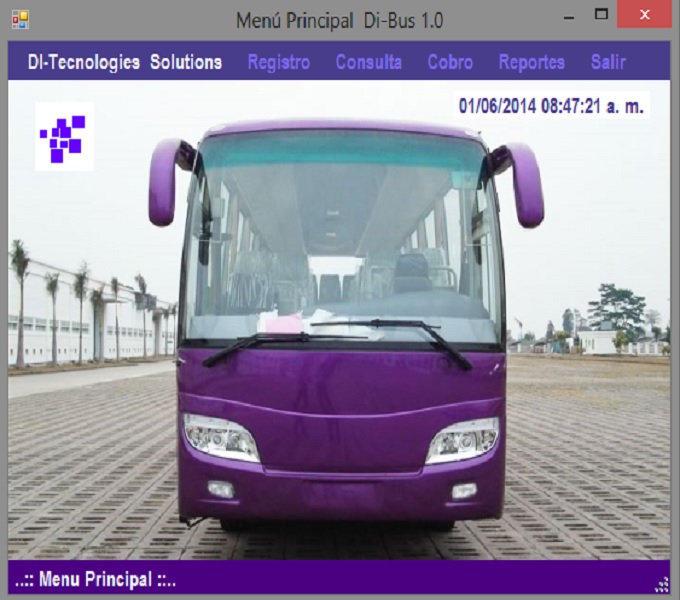 Menú Principal Di-Bus 1.0
DI-Tecnologies Solutions Registro Consulta Cobro Reportes Salir
01/06/2014 08:47:21 a. m.
..:: Menu Principal ::..